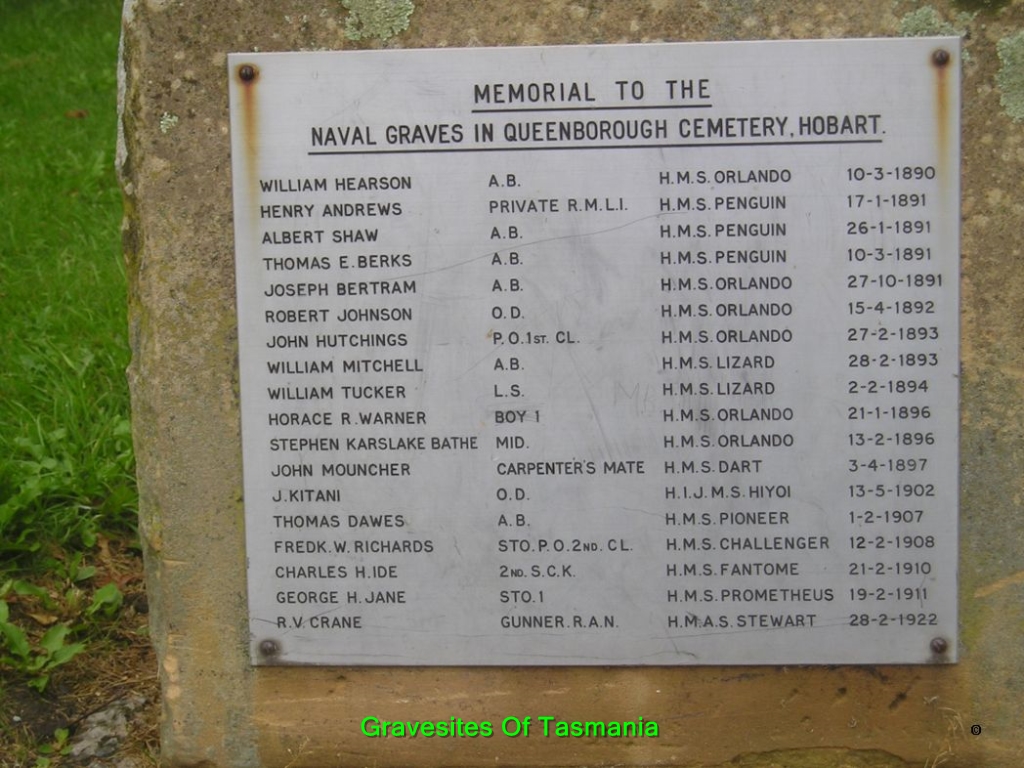 MEMORIAL TO THE
NAVAL GRAVES IN QUEENBOROUGH CEMETERY, HOBART.
WILLIAM HEARSON A.B. H.M.S. ORLANDO 10-3-1890
HENRY ANDREWS PRIVATE R.M.L.I. H.M.S. PENGUIN 17-1-1891
ALBERT SHAW A.B. H.M.S. PENGUIN 26-1-1891
THOMAS E. BERKS A.B. H.M.S. PENGUIN 10-3-1891
JOSEPH BERTRAM A.B. H.M.S. ORLANDO 27-10-1891
ROBERT JOHNSON O.D. H.M.S. ORLANDO 15-4-1892
JOHN HUTCHINGS P.O. 1ST. CL. H.M.S. ORLANDO 27-2-1893
WILLIAM MITCHELL A.B. H.M.S. LIZARD 28-2-1893
WILLIAM TUCKER L.S. H.M.S. LIZARD 2-2-1894
HORACE R. WARNER BOY 1 H.M.S. ORLANDO 21-1-1896
STEPHEN KARSLAKE BATHE MID. H.M.S. ORLANDO 13-2-1896
JOHN MOUNCHER CARPENTER'S MATE H.M.S. DART 3-4-1897
J. KITANI O.D. H.I.J.M.S. HIYOI 13-5-1902
THOMAS DAWES A.B. H.M.S. PIONEER 1-2-1907
FREDK. W. RICHARDS STO. P.O. 2ND. CL. H.M.S. CHALLENGER 12-2-1908
CHARLES H. IDE 2ND. S.C.K. H.M.S. FANTOME 21-2-1910
GEORGE H. JANE STO. 1 H.M.S. PROMETHEUS 19-2-1911
R.V. CRANE GUNNER. R.A.N. H.M.A.S. STEWART 28-2-1922
Gravesites Of Tasmania ©